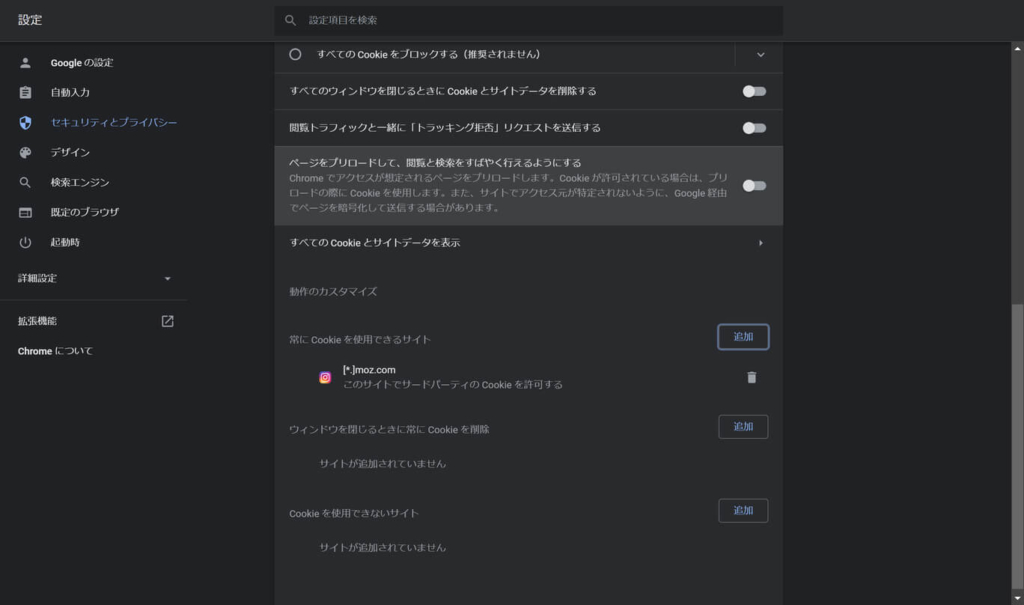 設定
設定項目を検索
Google の設定
自動入力
セキュリティとプライバシー
デザイン
検索エンジン
既定のブラウザ
起動時
詳細設定
拡張機能
Chrome について
すべての Cookie をブロックする（推奨されません）
すべてのウィンドウを閉じるときに Cookie とサイトデータを削除する
閲覧トラフィックと一緒に「トラッキング拒否」リクエストを送信する
ページをプリロードして、閲覧と検索をすばやく行えるようにする
Chrome でアクセスが想定されるページをプリロードします。Cookie が許可されている場合は、プリ
ロードの際に Cookie を使用します。また、サイトでアクセス元が特定されないように、Google 経由
でページを暗号化して送信する場合があります。
すべての Cookie とサイトデータを表示
動作のカスタマイズ
常に Cookie を使用できるサイト
追加
[*.]moz.com
このサイトでサードパーティの Cookie を許可する
ウィンドウを閉じるときに常に Cookie を削除
追加
サイトが追加されていません
Cookie を使用できないサイト
追加
サイトが追加されていません